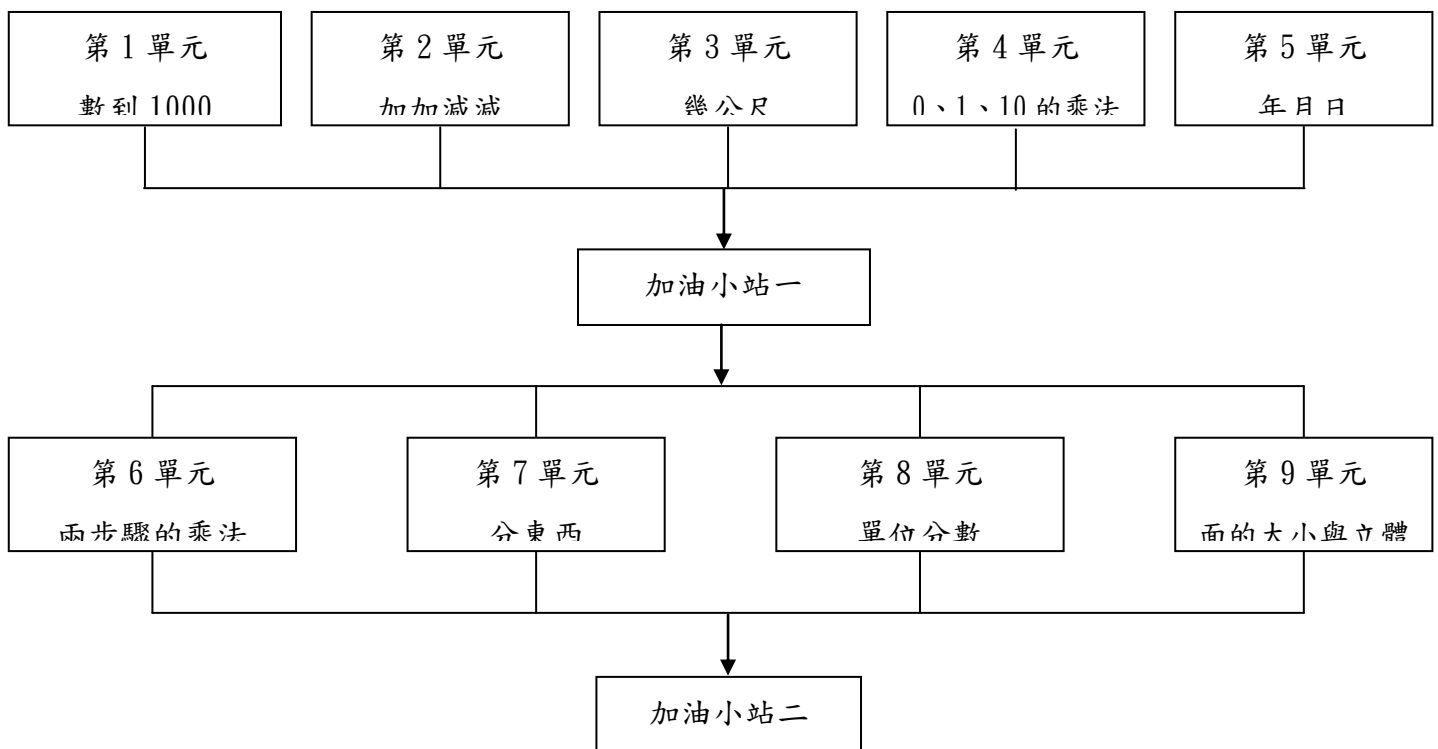 第 1 單元
數到 1000
第 2 單元
加加減減
第 3 單元
幾公尺
第 4 單元
0、1、10 的乘法
第 5 單元
年月日
加油小站一
第 6 單元
兩步驟的乘法
第 7 單元
分東西
第 8 單元
單位分數
第 9 單元
面的大小與立體
加油小站二